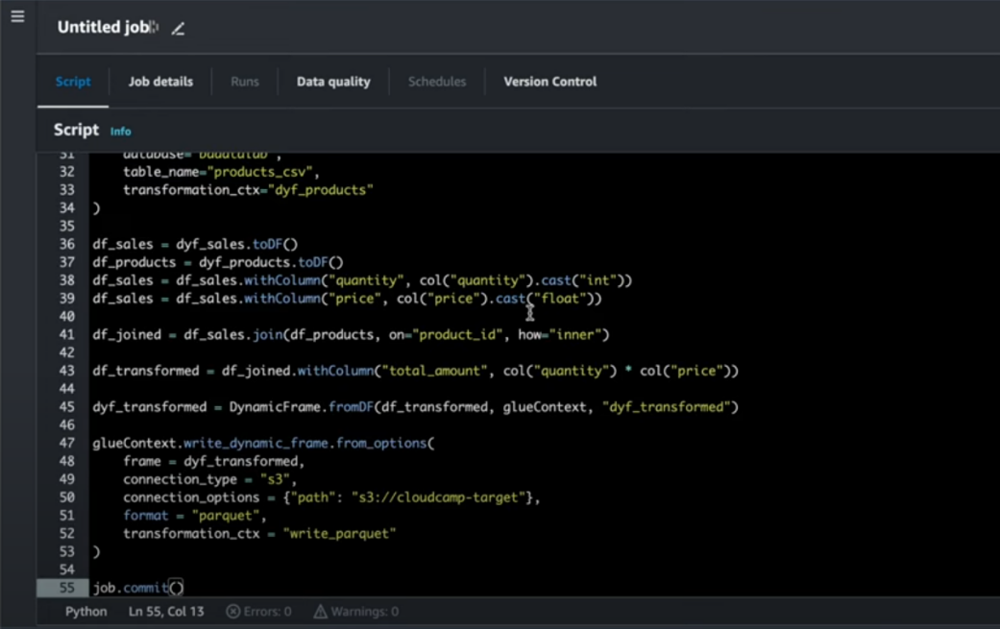 Untitled job
Script
Job details
Runs
Data quality
Schedules
Version Control
Script Info
32 table_name="products_csv",
33 transformation_ctx="dyf_products"
34 )
35
36 df_sales = dyf_sales.toDF()
37 df_products = dyf_products.toDF()
38 df_sales = df_sales.withColumn("quantity", col("quantity").cast("int"))
39 df_sales = df_sales.withColumn("price", col("price").cast("float"))
40
41 df_joined = df_sales.join(df_products, on="product_id", how="inner")
42
43 df_transformed = df_joined.withColumn("total_amount", col("quantity") * col("price"))
44
45 dyf_transformed = DynamicFrame.fromDF(df_transformed, glueContext, "dyf_transformed")
46
47 glueContext.write_dynamic_frame.from_options(
48 frame = dyf_transformed,
49 connection_type = "s3",
50 connection_options = {"path": "s3://cloudcamp-target"},
51 format = "parquet",
52 transformation_ctx = "write_parquet"
53 )
54
55 job.commit()
Python Ln 55, Col 13 Errors: 0 Warnings: 0